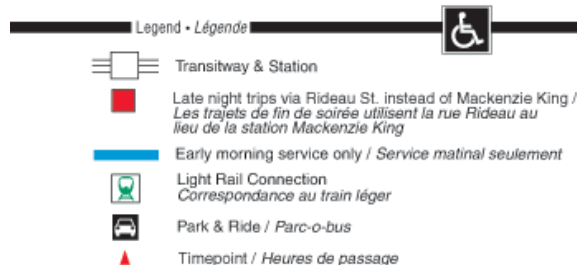 Legend • Légende
Transitway & Station
Late night trips via Rideau St. instead of Mackenzie King /
Les trajets de fin de soirée utilisent la rue Rideau au
lieu de la station Mackenzie King
Early morning service only / Service matinal seulement
Light Rail Connection
Correspondance au train léger
Park & Ride / Parc-o-bus
Timepoint / Heures de passage